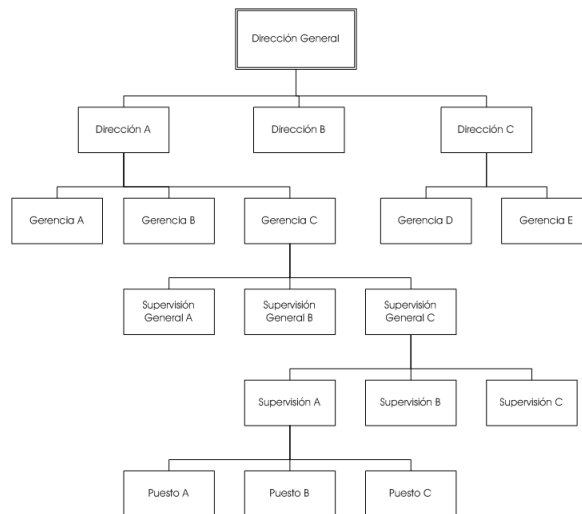 Dirección General
Dirección A
Dirección B
Dirección C
Gerencia A
Gerencia B
Gerencia C
Gerencia D
Gerencia E
Supervisión
General A
Supervisión
General B
Supervisión
General C
Supervisión A
Supervisión B
Supervisión C
Puesto A
Puesto B
Puesto C